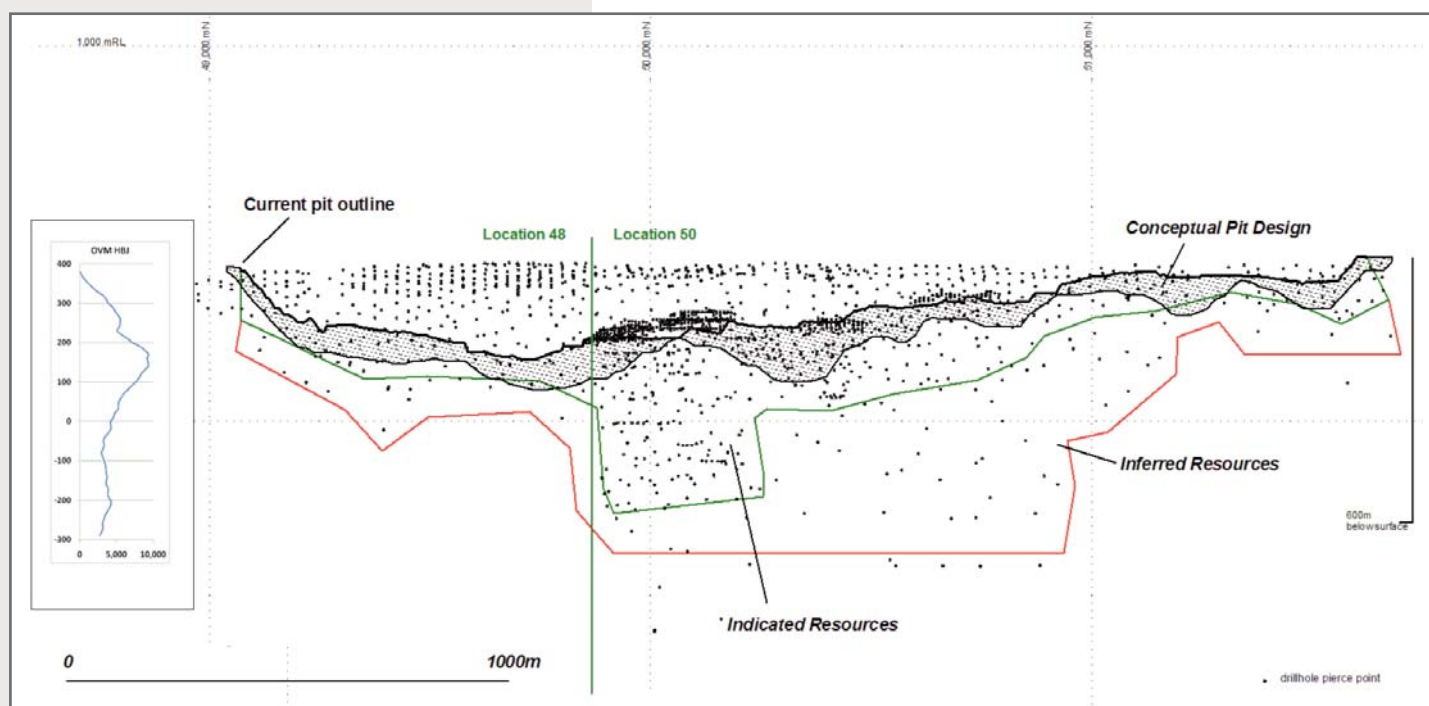 1,000 mRL
49,000 mN
50,000 mN
51,000 mN
Current pit outline
Location 48
Location 50
Conceptual Pit Design
OVM HBJ
400
300
200
100
0
-100
-200
-300
0 5,000 10,000
Inferred Resources
600m
below surface
Indicated Resources
0 1000m
drillhole pierce point